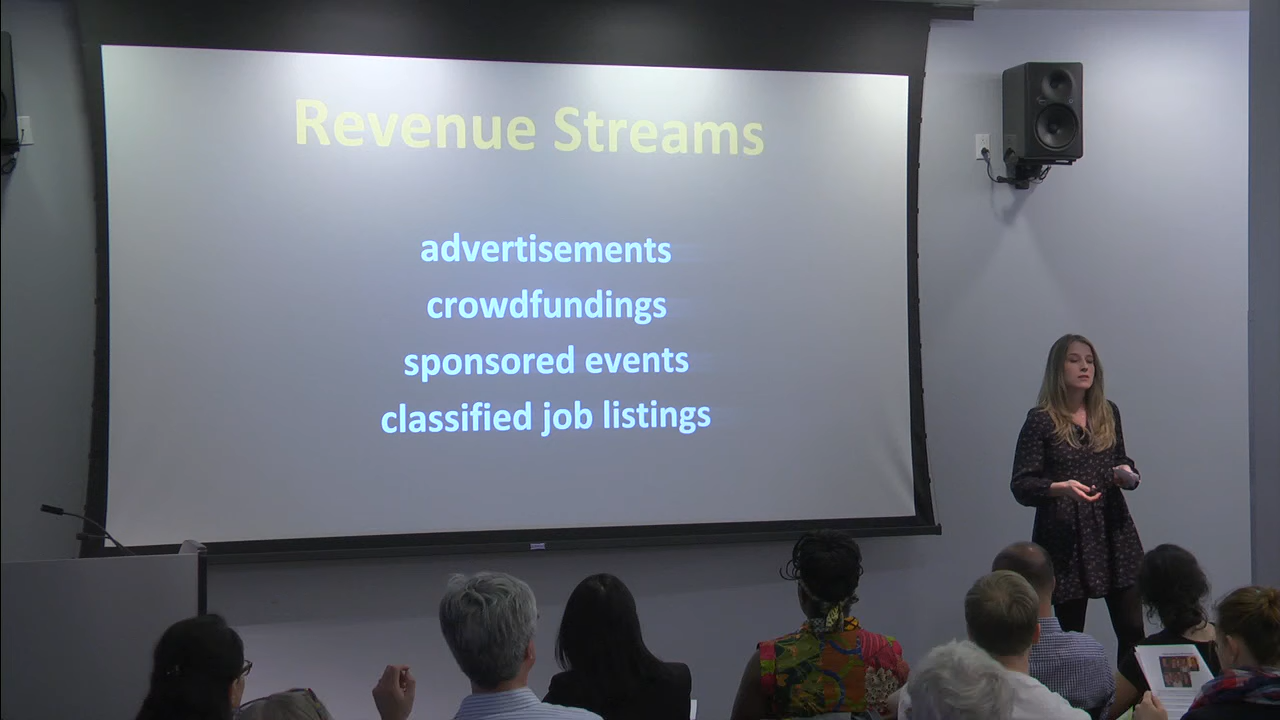 Revenue Streams
advertisements
crowdfundings
sponsored events
classified job listings